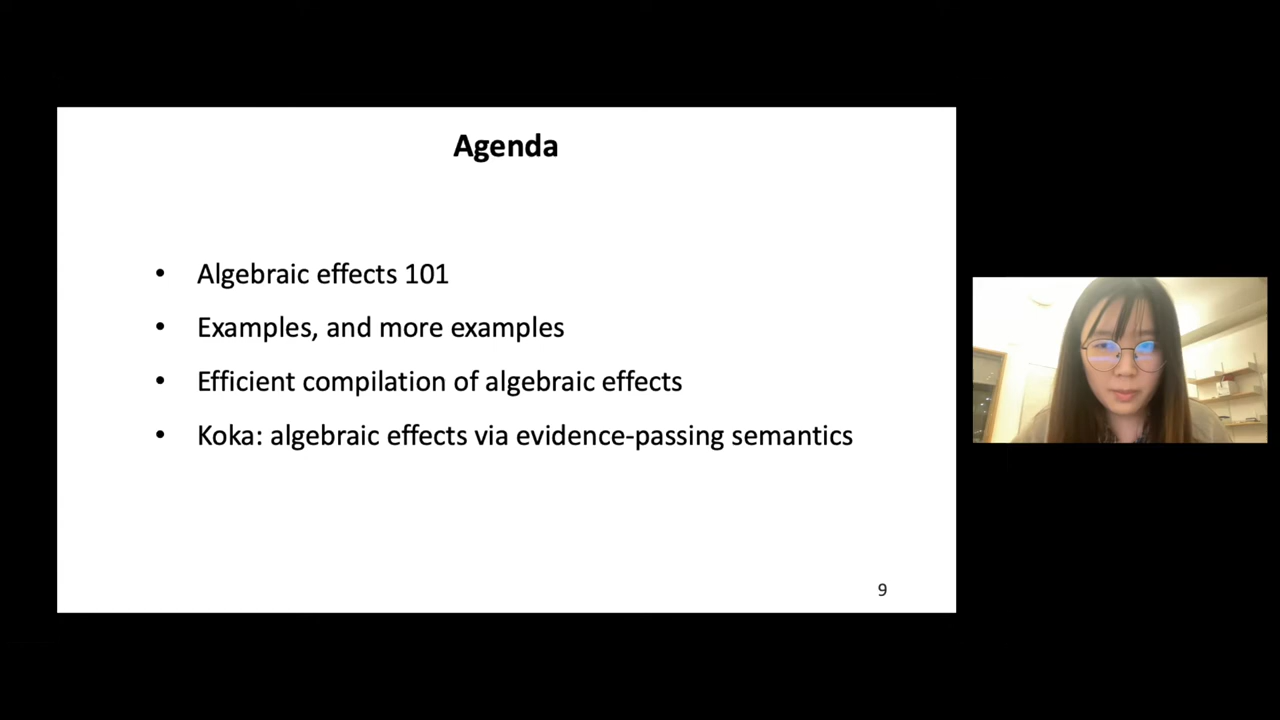 Agenda
• Algebraic effects 101
• Examples, and more examples
• Efficient compilation of algebraic effects
• Koka: algebraic effects via evidence-passing semantics
9